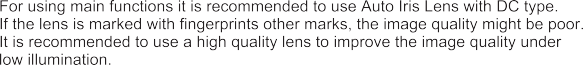 For using main functions it is recommended to use Auto Iris Lens with DC type.
If the lens is marked with fingerprints other marks, the image quality might be poor.
It is recommended to use a high quality lens to improve the image quality under
low illumination.